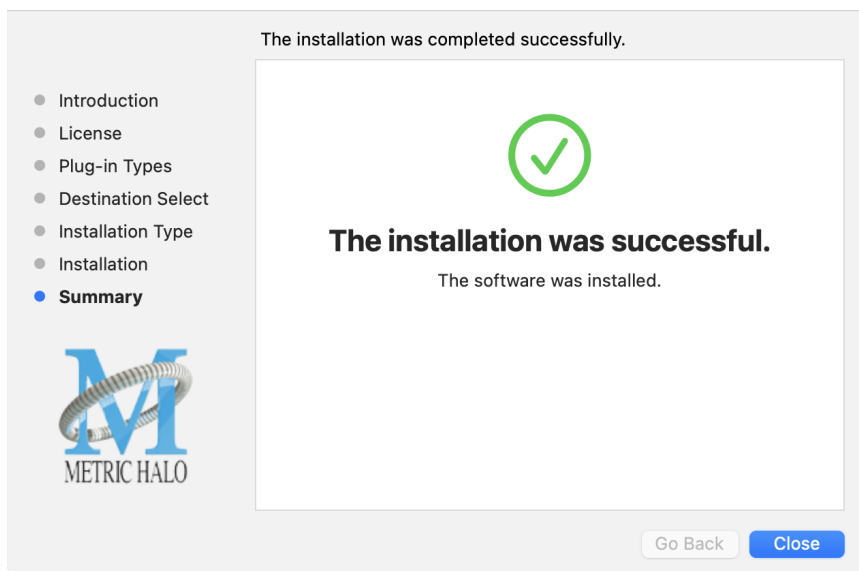 The installation was completed successfully.
Introduction
License
Plug-in Types
Destination Select
Installation Type
Installation
Summary
METRIC HALO
The installation was successful.
The software was installed.
Go Back
Close